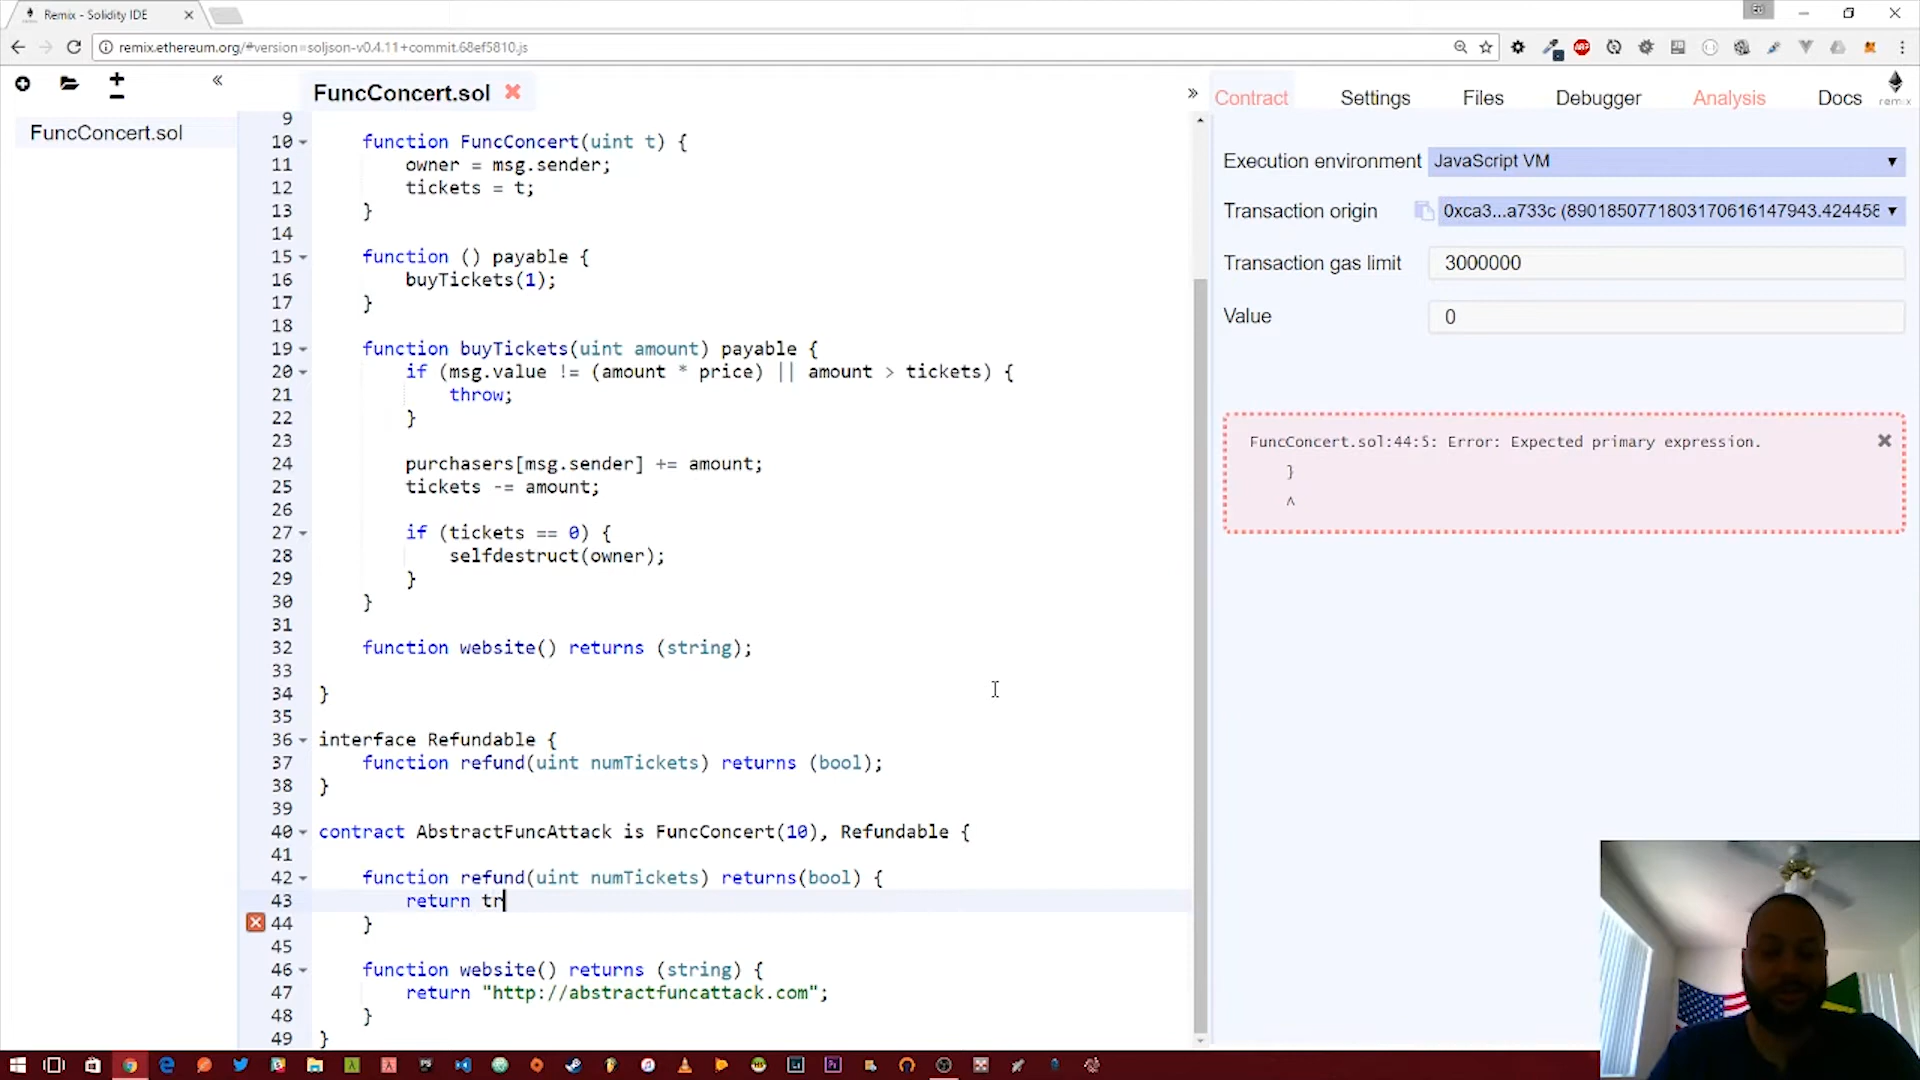 Remix - Solidity IDE
remix.ethereum.org/#version=soljson-v0.4.11+commit.68ef5810.js
FuncConcert.sol
Contract Settings Files Debugger Analysis Docs
remix
FuncConcert.sol
9
10 function FuncConcert(uint t) {
11 owner = msg.sender;
12 tickets = t;
13 }
14
15 function () payable {
16 buyTickets(1);
17 }
18
19 function buyTickets(uint amount) payable {
20 if (msg.value != (amount * price) || amount > tickets) {
21 throw;
22 }
23
24 purchasers[msg.sender] += amount;
25 tickets -= amount;
26
27 if (tickets == 0) {
28 selfdestruct(owner);
29 }
30 }
31
32 function website() returns (string);
33
34 }
35
36 interface Refundable {
37 function refund(uint numTickets) returns (bool);
38 }
39
40 contract AbstractFuncAttack is FuncConcert(10), Refundable {
41
42 function refund(uint numTickets) returns(bool) {
43 return tr
44 }
45
46 function website() returns (string) {
47 return "http://abstractfuncattack.com";
48 }
49 }
Execution environment JavaScript VM
Transaction origin 0xca3...a733c (8901850771803170616147943.424458
Transaction gas limit 3000000
Value 0
FuncConcert.sol:44:5: Error: Expected primary expression.
}
^